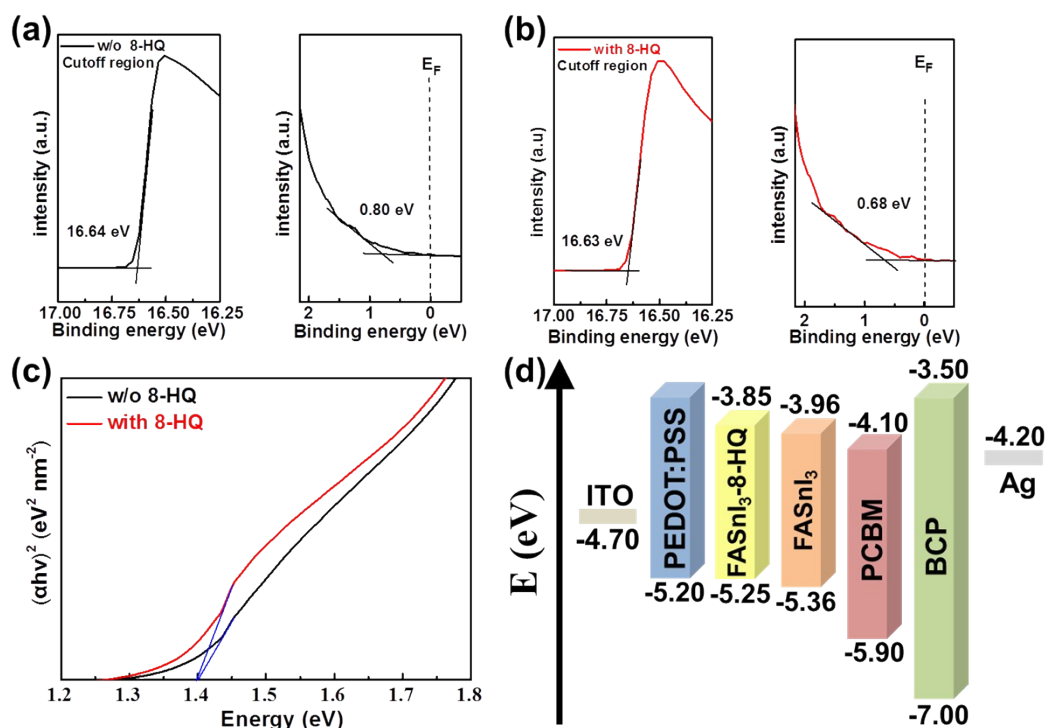 (a)
w/o 8-HQ
Cutoff region
16.64 eV
intensity (a.u.)
17.00 16.75 16.50 16.25
Binding energy (eV)
E_F
0.80 eV
intensity (a.u.)
2 1 0
Binding energy (eV)
(b)
with 8-HQ
Cutoff region
16.63 eV
intensity (a.u)
17.00 16.75 16.50 16.25
Binding energy (eV)
E_F
0.68 eV
intensity (a.u.)
2 1 0
Binding energy (eV)
(c)
w/o 8-HQ
with 8-HQ
(αhν)² (eV² nm⁻²)
1.2 1.3 1.4 1.5 1.6 1.7 1.8
Energy (eV)
(d)
E (eV)
ITO
-4.70
PEDOT:PSS
-5.20
-3.85
FASnI₃-8-HQ
-5.25
-3.96
FASnI₃
-5.36
-4.10
PCBM
-5.90
-3.50
BCP
-7.00
-4.20
Ag